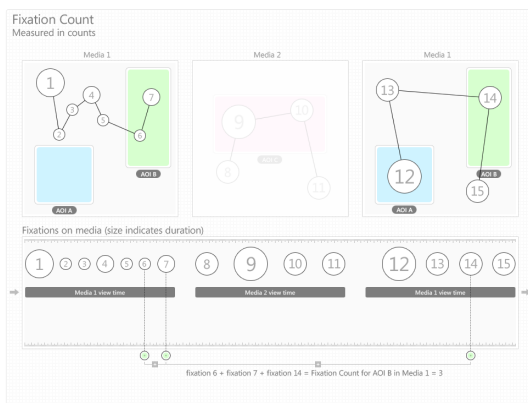 Fixation Count
Measured in counts
Media 1
Media 2
Media 1
1
2
3
4
5
6
7
AOI A
AOI B
8
9
10
11
12
13
14
15
AOI A
AOI B
Fixations on media (size indicates duration)
1 2 3 4 5 6 7 8 9 10 11 12 13 14 15
Media 1 view time
Media 2 view time
Media 1 view time
fixation 6 + fixation 7 + fixation 14 = Fixation Count for AOI B in Media 1 = 3